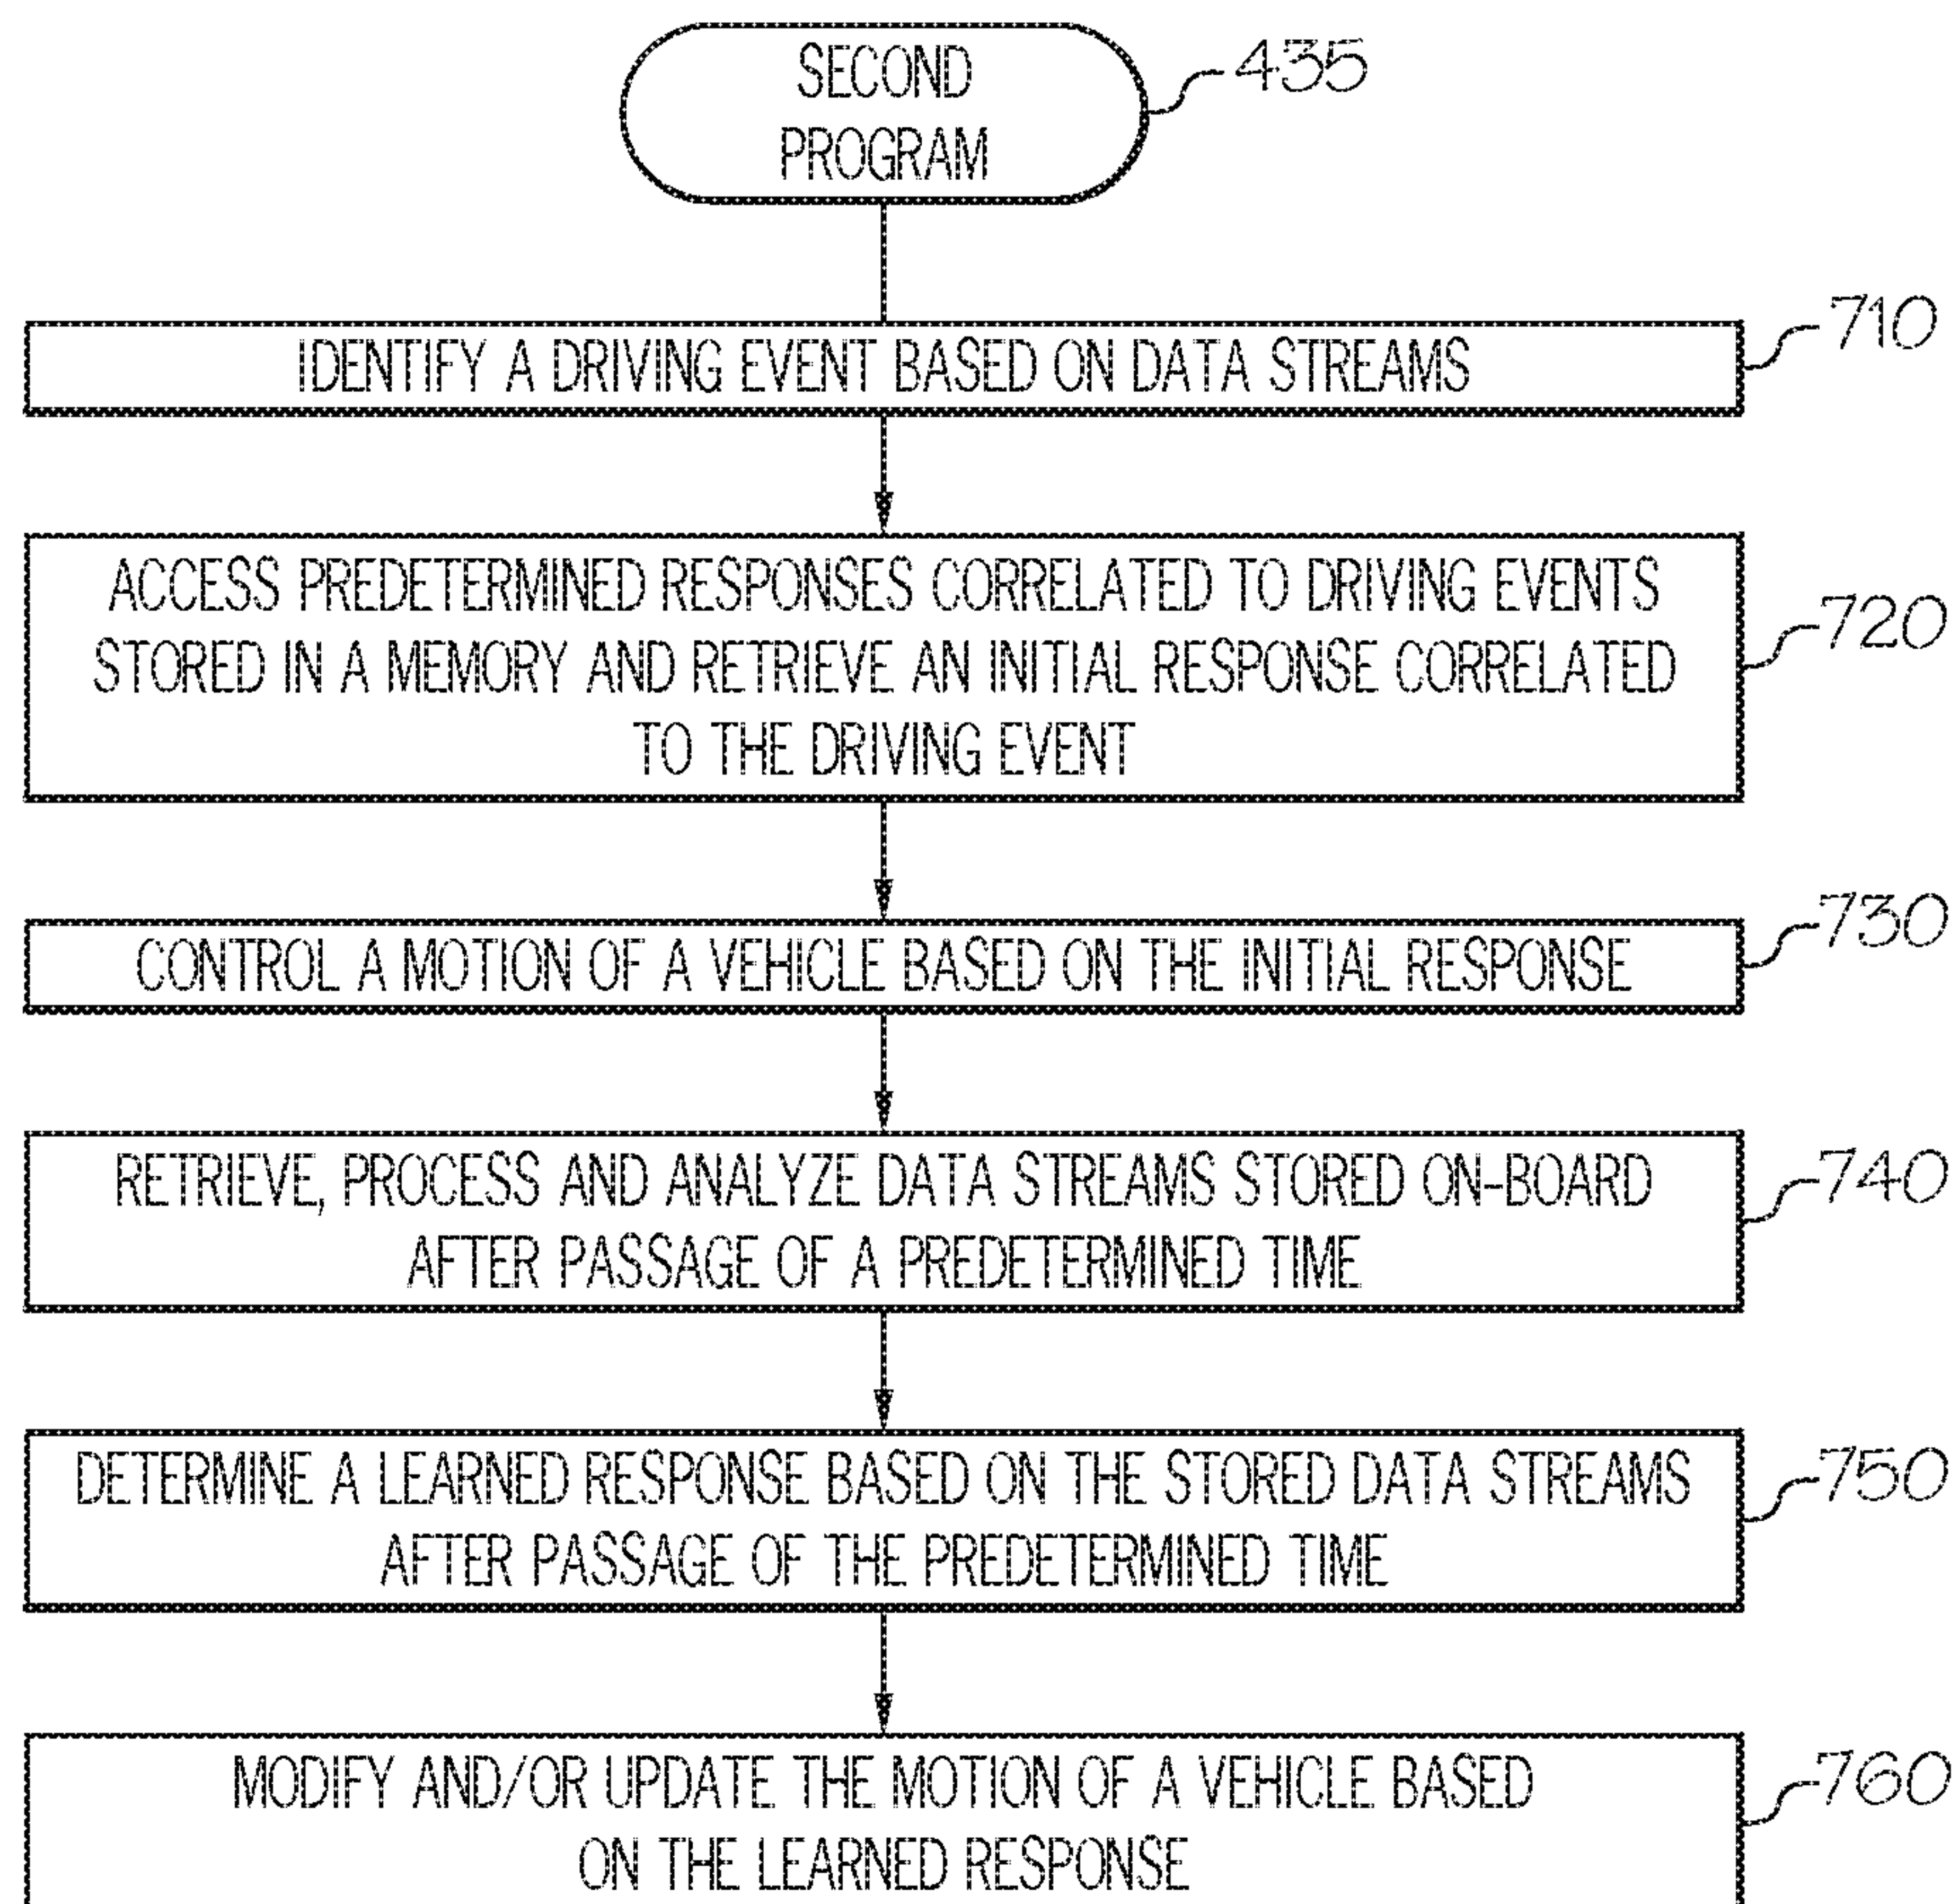 SECOND
PROGRAM
435
IDENTIFY A DRIVING EVENT BASED ON DATA STREAMS
710
ACCESS PREDETERMINED RESPONSES CORRELATED TO DRIVING EVENTS
STORED IN A MEMORY AND RETRIEVE AN INITIAL RESPONSE CORRELATED
TO THE DRIVING EVENT
720
CONTROL A MOTION OF A VEHICLE BASED ON THE INITIAL RESPONSE
730
RETRIEVE, PROCESS AND ANALYZE DATA STREAMS STORED ON-BOARD
AFTER PASSAGE OF A PREDETERMINED TIME
740
DETERMINE A LEARNED RESPONSE BASED ON THE STORED DATA STREAMS
AFTER PASSAGE OF THE PREDETERMINED TIME
750
MODIFY AND/OR UPDATE THE MOTION OF A VEHICLE BASED
ON THE LEARNED RESPONSE
760